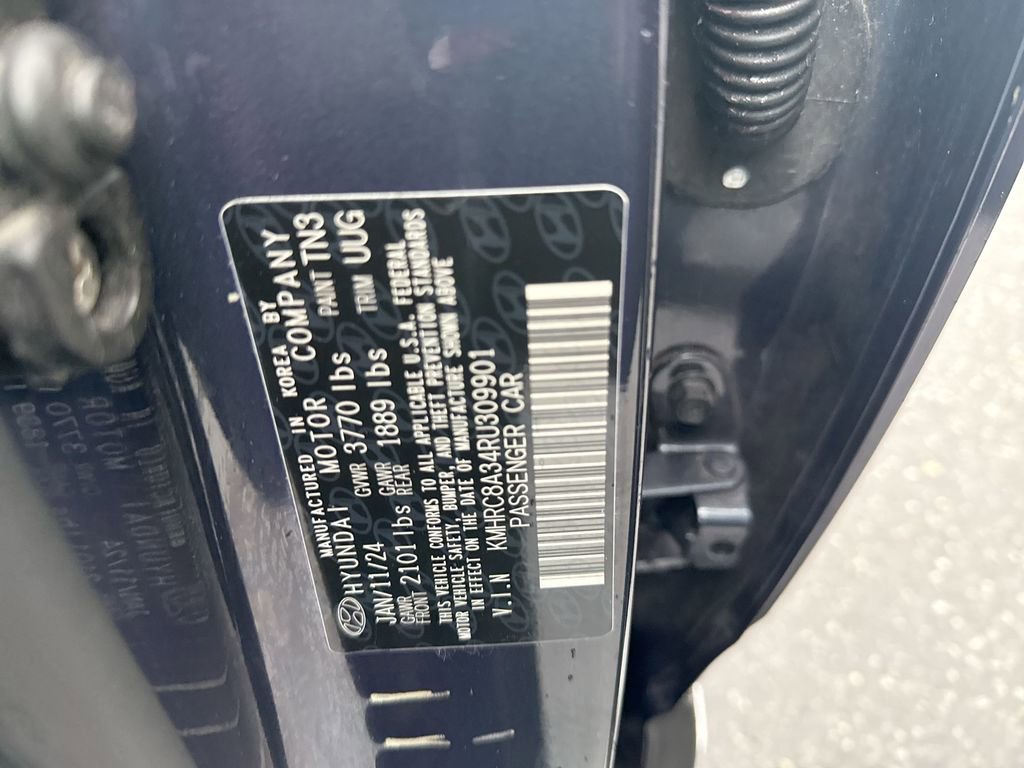 MANUFACTURED IN KOREA BY
HYUNDAI MOTOR COMPANY
JAN/11/24 GVWR 3770 lbs PAINT TN3
GAWR FRONT 2101 lbs GAWR REAR 1889 lbs TRIM UUG
THIS VEHICLE CONFORMS TO ALL APPLICABLE U.S.A. FEDERAL
MOTOR VEHICLE SAFETY, BUMPER, AND THEFT PREVENTION STANDARDS
IN EFFECT ON THE DATE OF MANUFACTURE SHOWN ABOVE
V.I.N KMHRC8A34RU309901
PASSENGER CAR